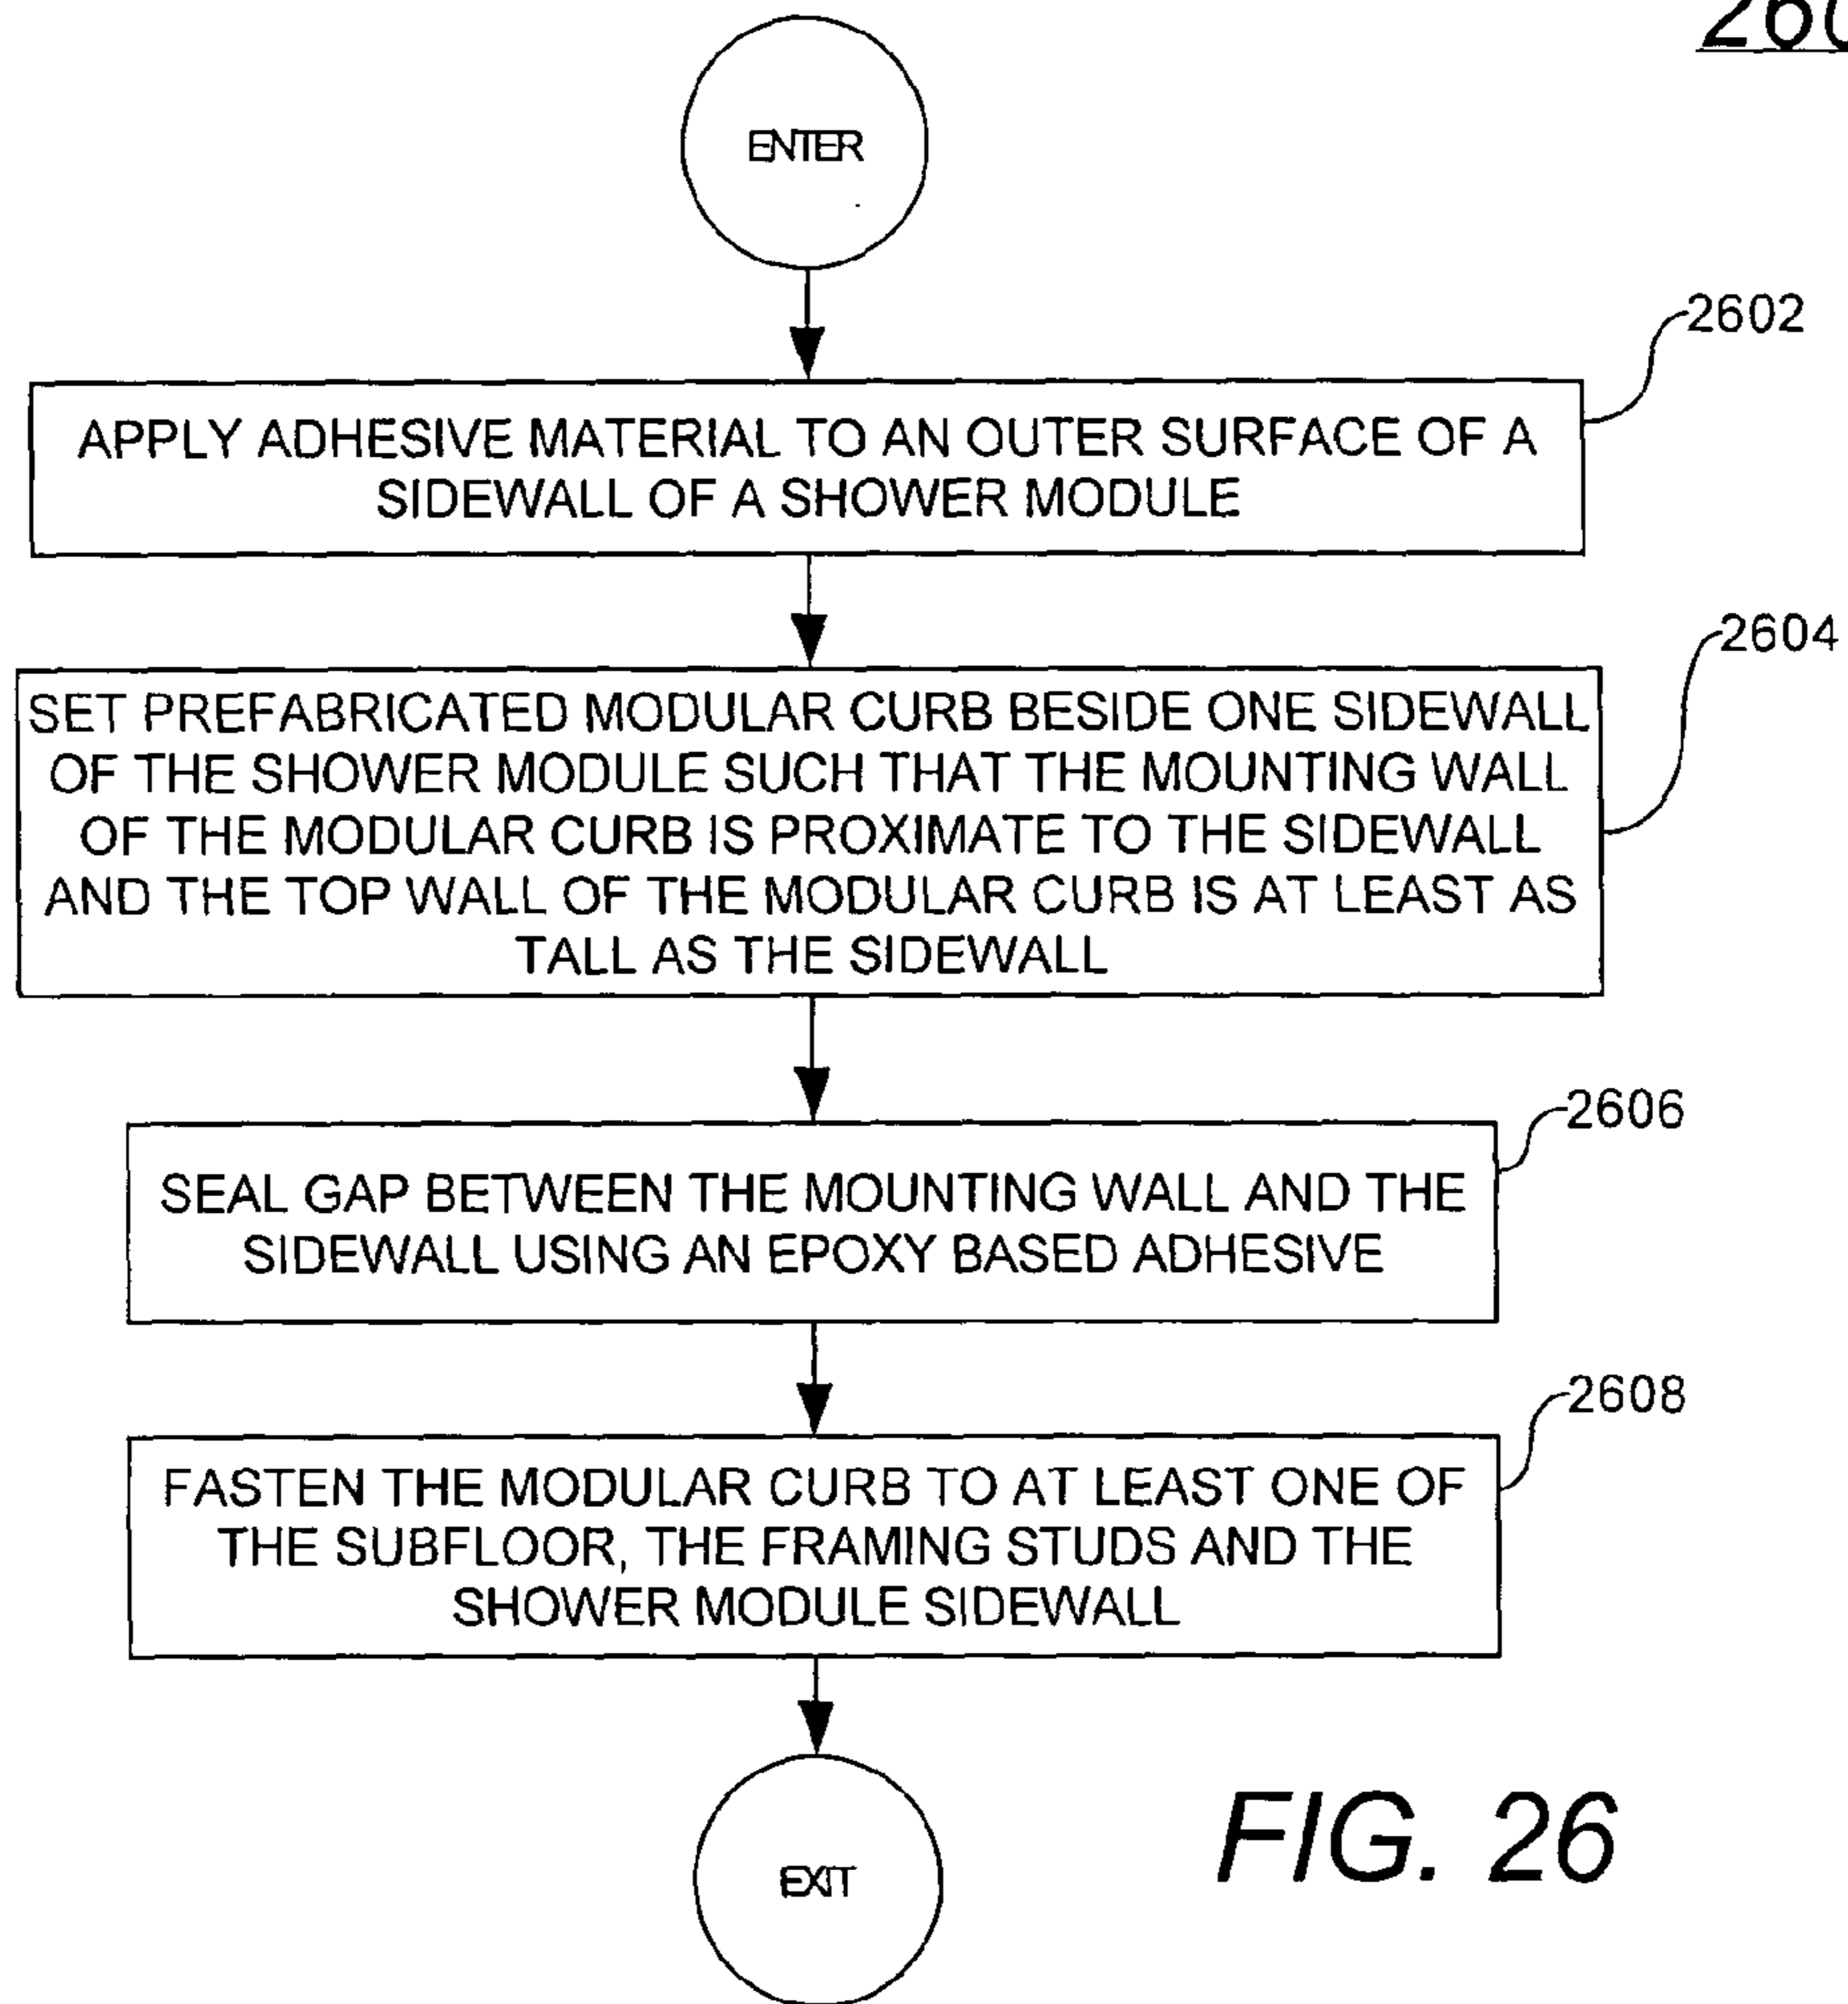 ENTER
2602
APPLY ADHESIVE MATERIAL TO AN OUTER SURFACE OF A
SIDEWALL OF A SHOWER MODULE
2604
SET PREFABRICATED MODULAR CURB BESIDE ONE SIDEWALL
OF THE SHOWER MODULE SUCH THAT THE MOUNTING WALL
OF THE MODULAR CURB IS PROXIMATE TO THE SIDEWALL
AND THE TOP WALL OF THE MODULAR CURB IS AT LEAST AS
TALL AS THE SIDEWALL
2606
SEAL GAP BETWEEN THE MOUNTING WALL AND THE
SIDEWALL USING AN EPOXY BASED ADHESIVE
2608
FASTEN THE MODULAR CURB TO AT LEAST ONE OF
THE SUBFLOOR, THE FRAMING STUDS AND THE
SHOWER MODULE SIDEWALL
EXIT
FIG. 26